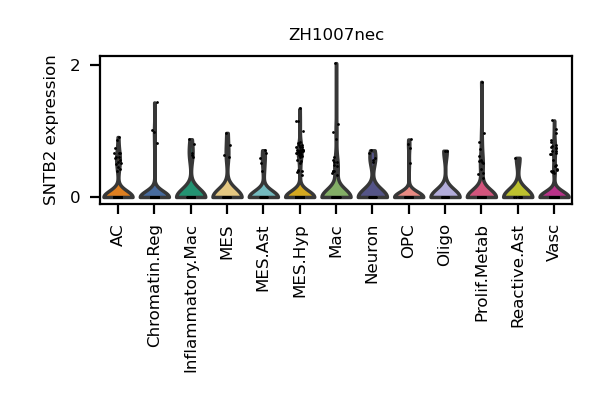 ZH1007nec
SNTB2 expression
2
0
AC
Chromatin.Reg
Inflammatory.Mac
MES
MES.Ast
MES.Hyp
Mac
Neuron
OPC
Oligo
Prolif.Metab
Reactive.Ast
Vasc